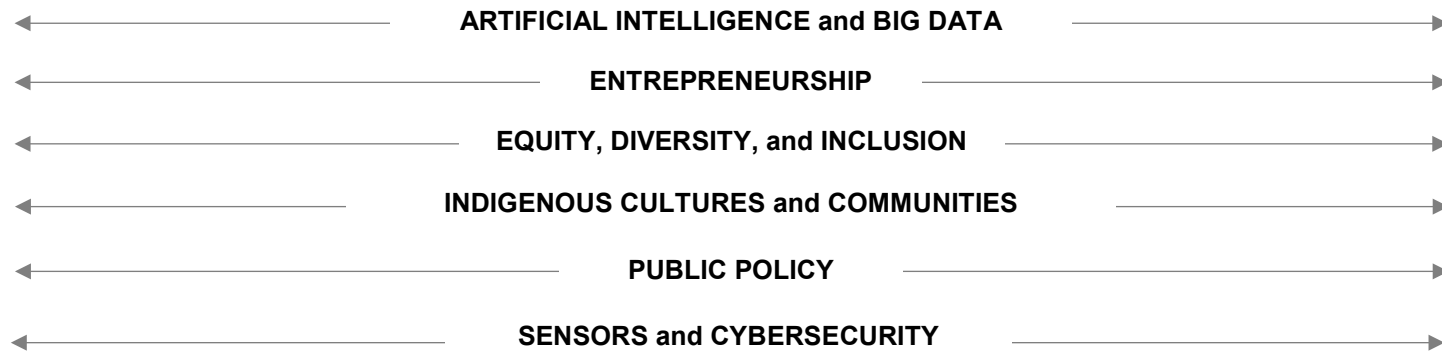 ARTIFICIAL INTELLIGENCE and BIG DATA
ENTREPRENEURSHIP
EQUITY, DIVERSITY, and INCLUSION
INDIGENOUS CULTURES and COMMUNITIES
PUBLIC POLICY
SENSORS and CYBERSECURITY